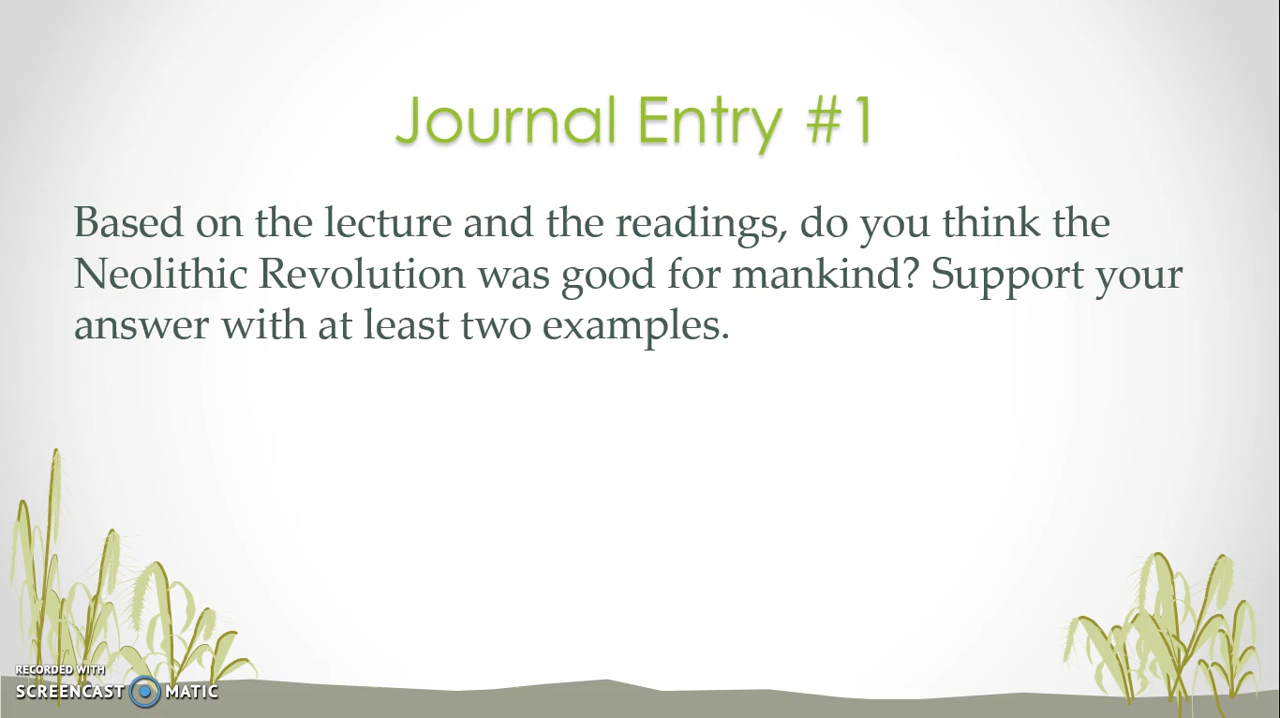 Journal Entry #1
Based on the lecture and the readings, do you think the
Neolithic Revolution was good for mankind? Support your
answer with at least two examples.
RECORDED WITH
SCREENCAST MATIC